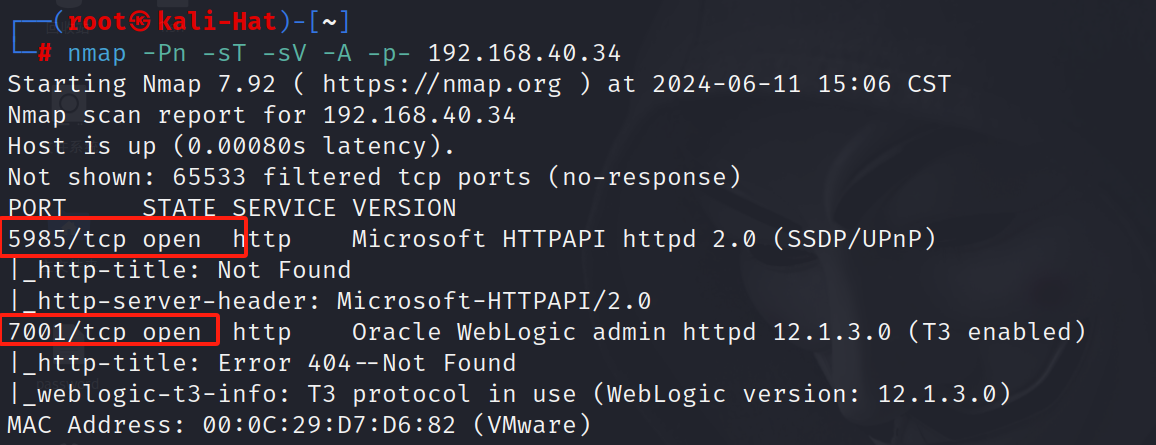 ┌──(root㉿kali-Hat)-[~]
└─# nmap -Pn -sT -sV -A -p- 192.168.40.34
Starting Nmap 7.92 ( https://nmap.org ) at 2024-06-11 15:06 CST
Nmap scan report for 192.168.40.34
Host is up (0.00080s latency).
Not shown: 65533 filtered tcp ports (no-response)
PORT     STATE SERVICE VERSION
5985/tcp open  http    Microsoft HTTPAPI httpd 2.0 (SSDP/UPnP)
|_http-title: Not Found
|_http-server-header: Microsoft-HTTPAPI/2.0
7001/tcp open  http    Oracle WebLogic admin httpd 12.1.3.0 (T3 enabled)
|_http-title: Error 404--Not Found
|_weblogic-t3-info: T3 protocol in use (WebLogic version: 12.1.3.0)
MAC Address: 00:0C:29:D7:D6:82 (VMware)